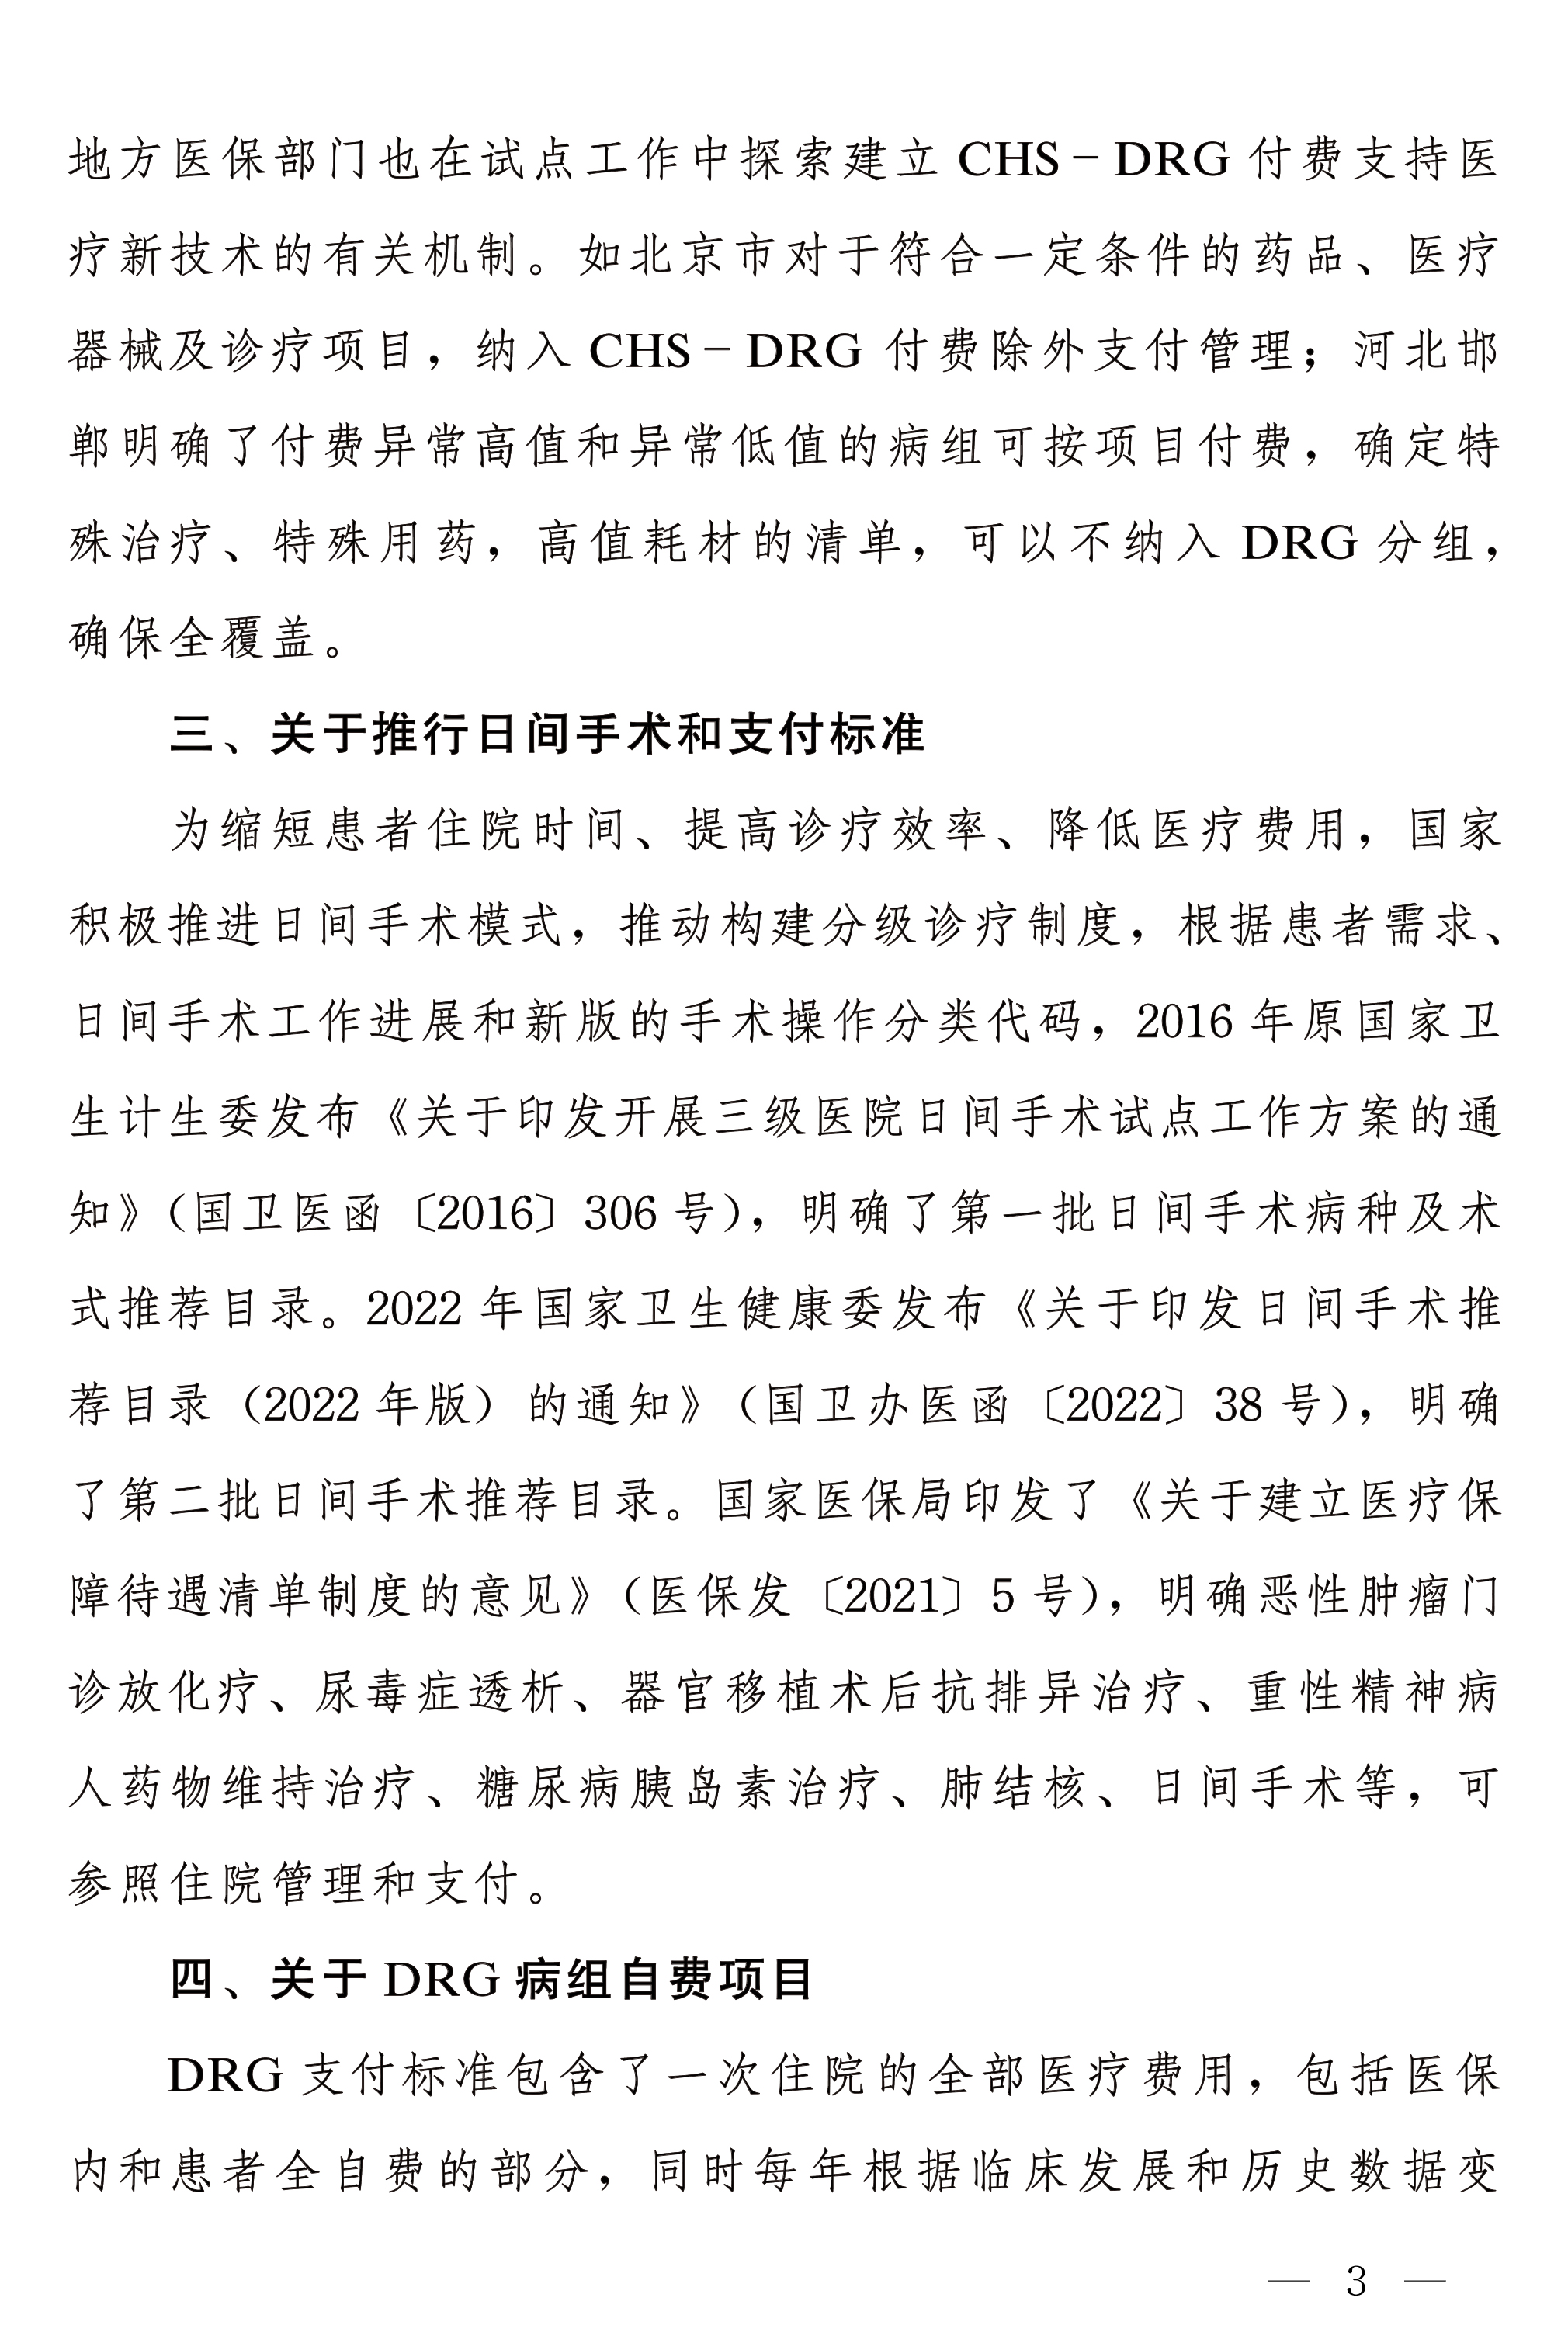 地方医保部门也在试点工作中探索建立 CHS－DRG 付费支持医
疗新技术的有关机制。如北京市对于符合一定条件的药品、医疗
器械及诊疗项目，纳入 CHS－DRG 付费除外支付管理；河北邯
郸明确了付费异常高值和异常低值的病组可按项目付费，确定特
殊治疗、特殊用药，高值耗材的清单，可以不纳入 DRG 分组，
确保全覆盖。
三、关于推行日间手术和支付标准
为缩短患者住院时间、提高诊疗效率、降低医疗费用，国家
积极推进日间手术模式，推动构建分级诊疗制度，根据患者需求、
日间手术工作进展和新版的手术操作分类代码，2016 年原国家卫
生计生委发布《关于印发开展三级医院日间手术试点工作方案的通
知》（国卫医函〔2016〕306 号），明确了第一批日间手术病种及术
式推荐目录。2022 年国家卫生健康委发布《关于印发日间手术推
荐目录（2022 年版）的通知》（国卫办医函〔2022〕38 号），明确
了第二批日间手术推荐目录。国家医保局印发了《关于建立医疗保
障待遇清单制度的意见》（医保发〔2021〕5 号），明确恶性肿瘤门
诊放化疗、尿毒症透析、器官移植术后抗排异治疗、重性精神病
人药物维持治疗、糖尿病胰岛素治疗、肺结核、日间手术等，可
参照住院管理和支付。
四、关于 DRG 病组自费项目
DRG 支付标准包含了一次住院的全部医疗费用，包括医保
内和患者全自费的部分，同时每年根据临床发展和历史数据变
— 3 —